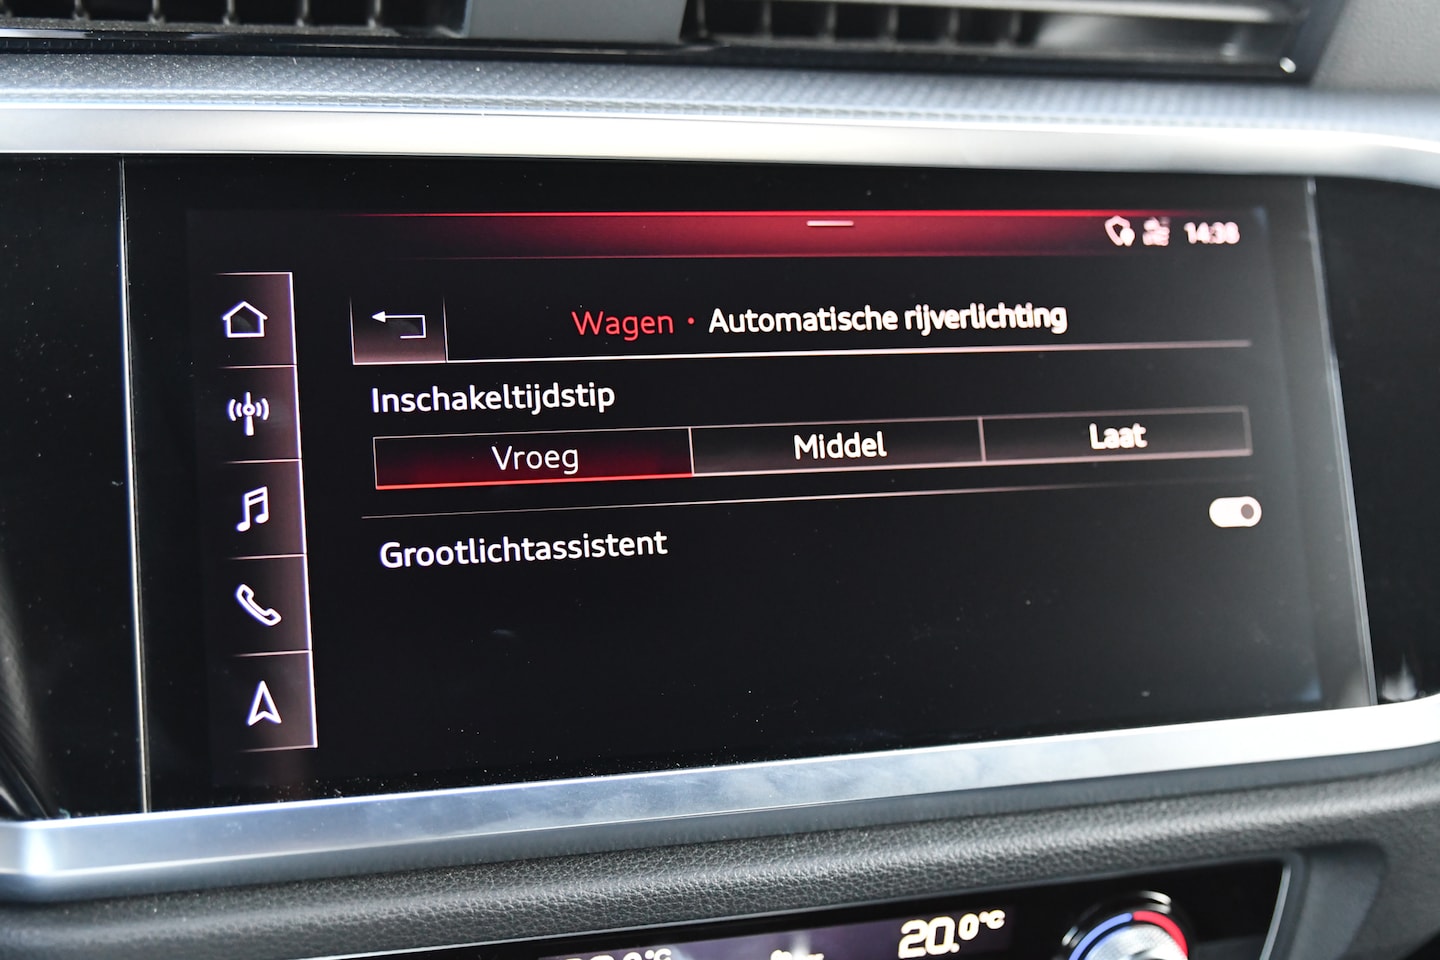 14:38
Wagen · Automatische rijverlichting
Inschakeltijdstip
Vroeg Middel Laat
Grootlichtassistent
20.0°C